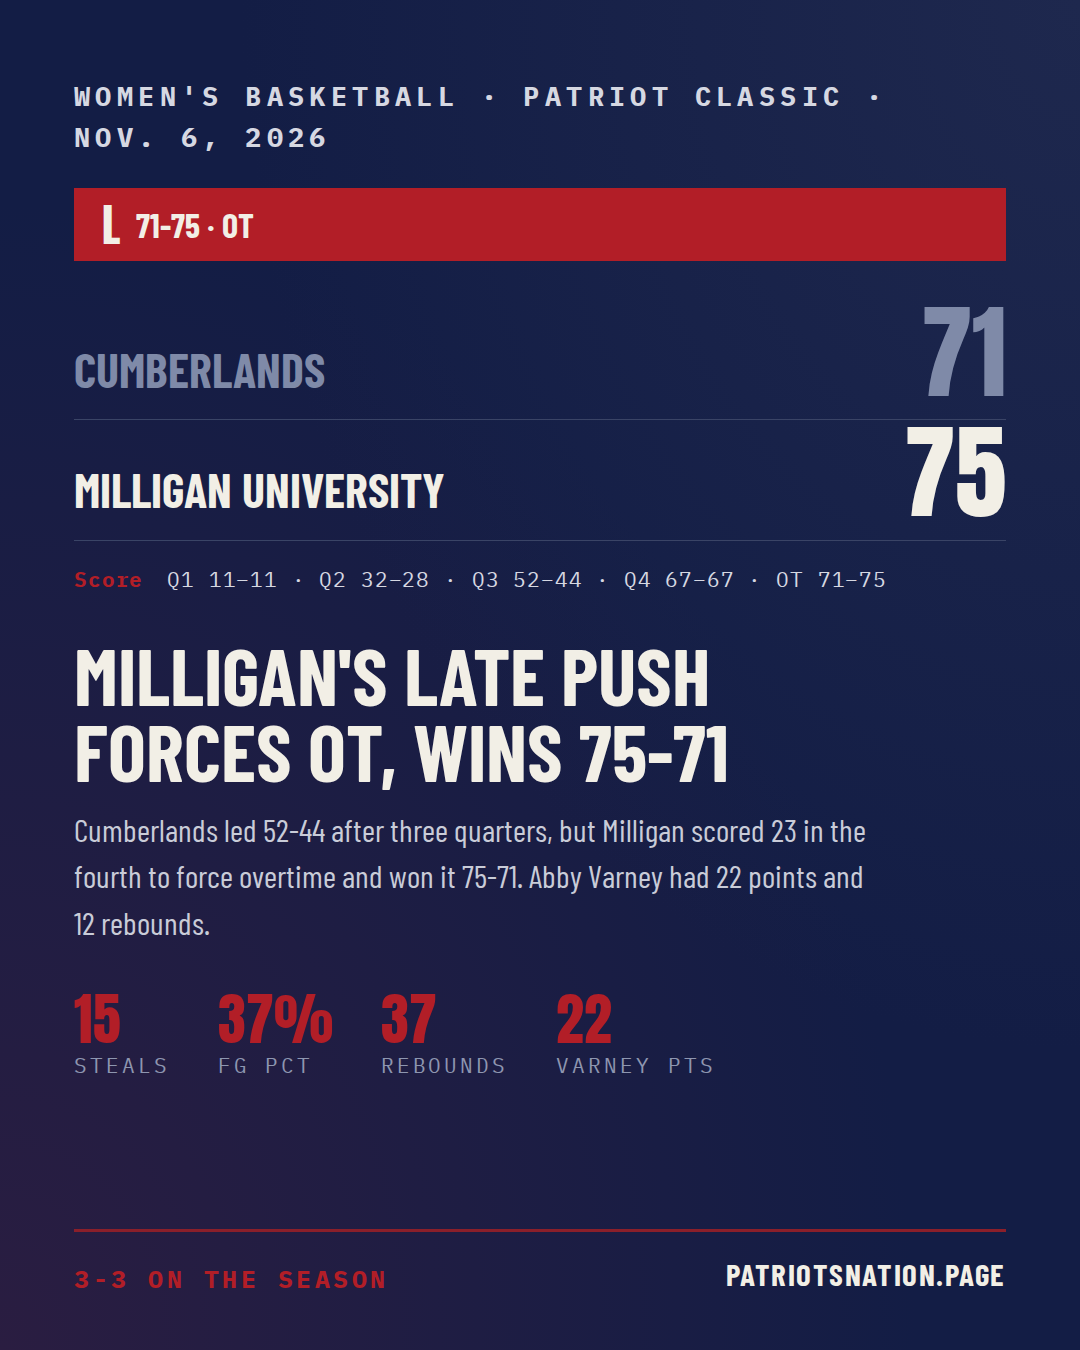 WOMEN'S BASKETBALL · PATRIOT CLASSIC ·
NOV. 6, 2026
L 71–75 · OT
CUMBERLANDS 71
MILLIGAN UNIVERSITY 75
Score Q1 11–11 · Q2 32–28 · Q3 52–44 · Q4 67–67 · OT 71–75
MILLIGAN'S LATE PUSH
FORCES OT, WINS 75-71
Cumberlands led 52-44 after three quarters, but Milligan scored 23 in the
fourth to force overtime and won it 75-71. Abby Varney had 22 points and
12 rebounds.
15 37% 37 22
STEALS FG PCT REBOUNDS VARNEY PTS
3-3 ON THE SEASON PATRIOTSNATION.PAGE